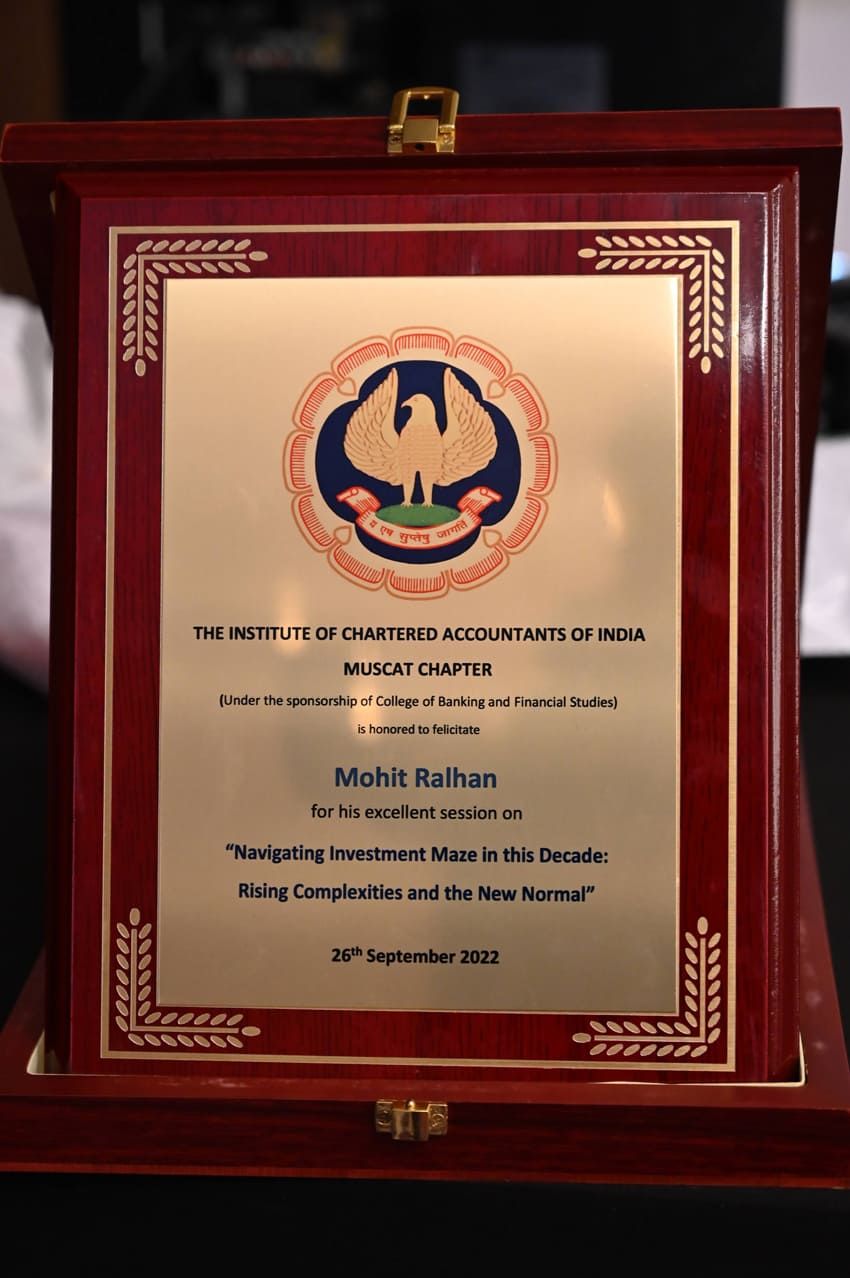 य एष सुप्तेषु जागर्ति
THE INSTITUTE OF CHARTERED ACCOUNTANTS OF INDIA
MUSCAT CHAPTER
(Under the sponsorship of College of Banking and Financial Studies)
is honored to felicitate
Mohit Ralhan
for his excellent session on
“Navigating Investment Maze in this Decade:
Rising Complexities and the New Normal”
26th September 2022